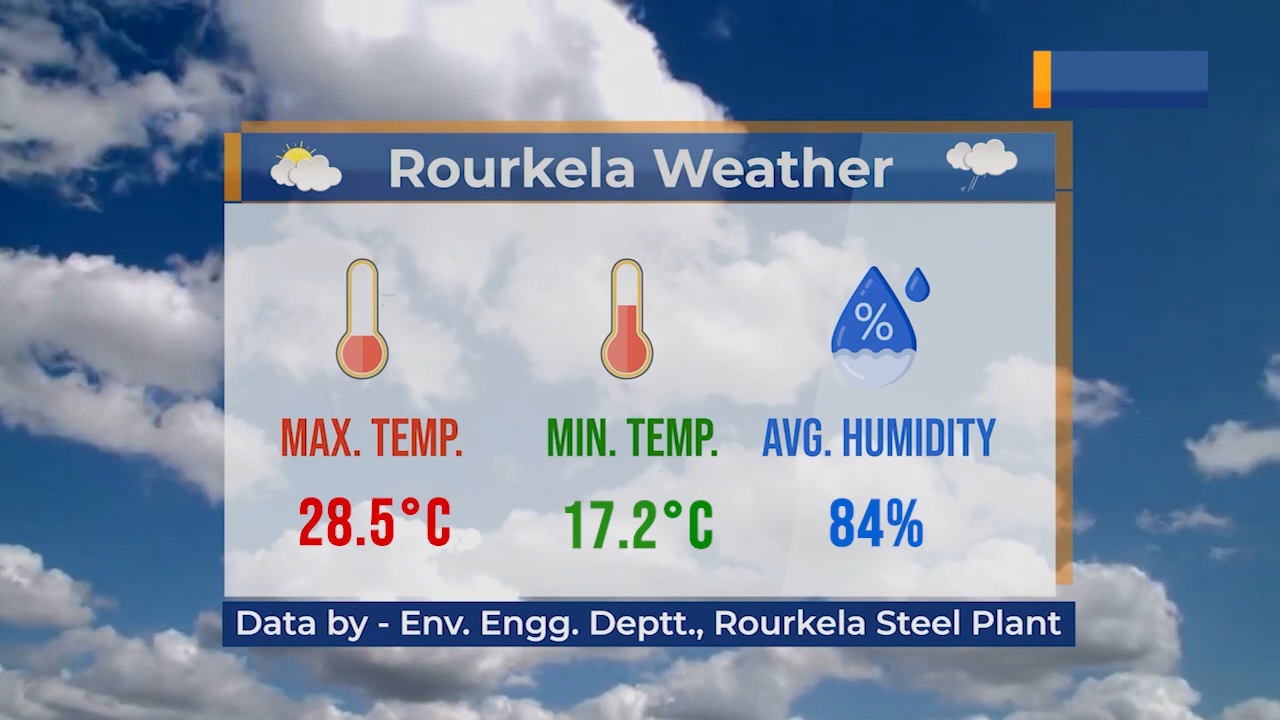 Rourkela Weather
%
MAX. TEMP.
MIN. TEMP.
AVG. HUMIDITY
28.5°C
17.2°C
84%
Data by - Env. Engg. Deptt., Rourkela Steel Plant